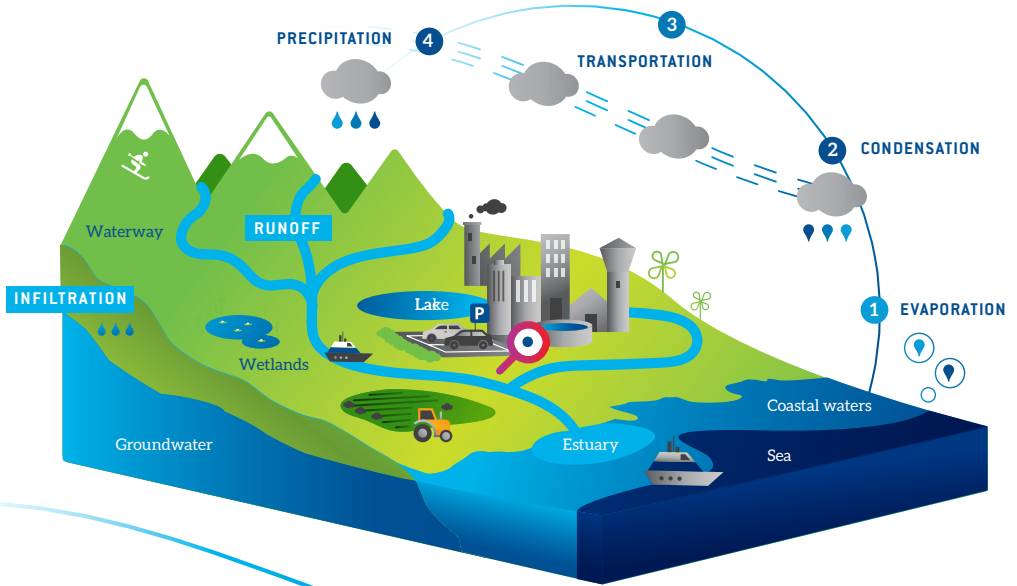 3
PRECIPITATION
4
TRANSPORTATION
2
CONDENSATION
Waterway
RUNOFF
INFILTRATION
Lake
P
1
EVAPORATION
Wetlands
Coastal waters
Groundwater
Estuary
Sea